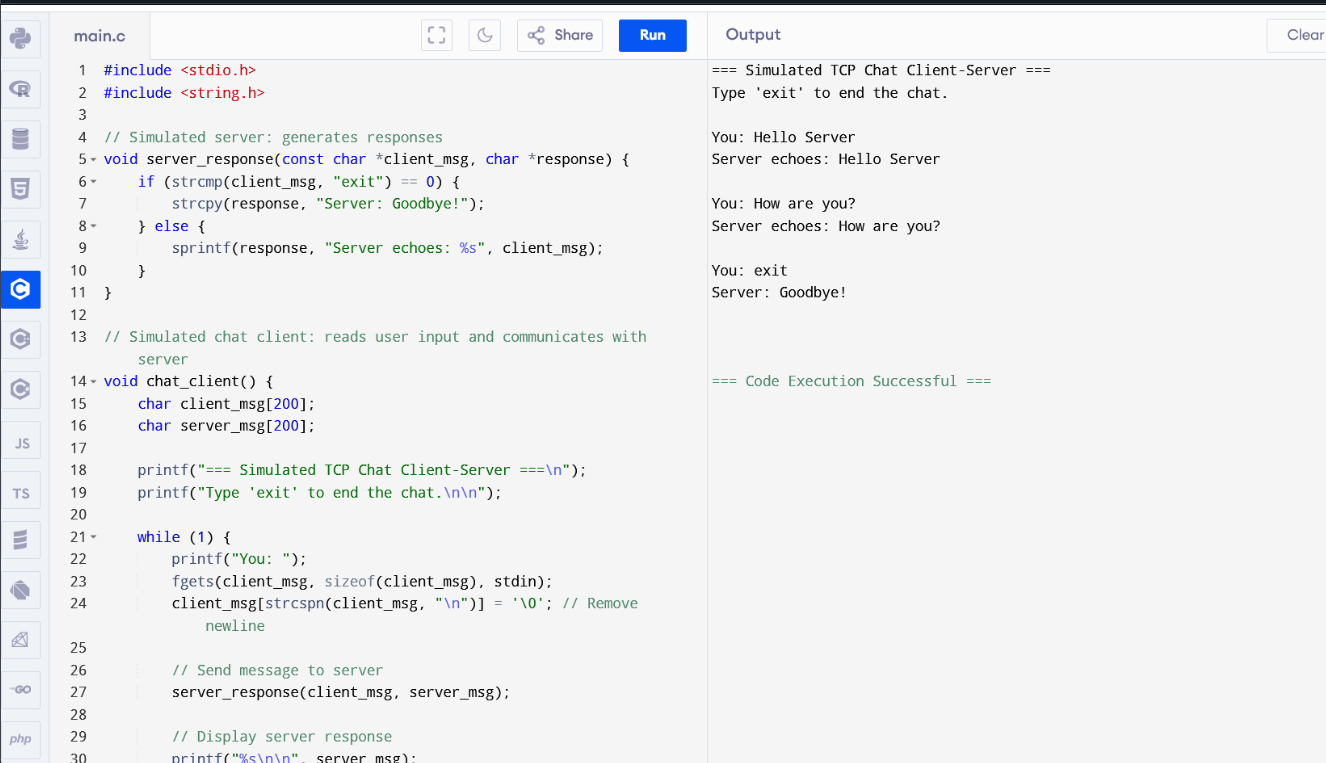 main.c
Share
Run
Output
Clear
1 #include <stdio.h>
2 #include <string.h>
3
4 // Simulated server: generates responses
5 void server_response(const char *client_msg, char *response) {
6     if (strcmp(client_msg, "exit") == 0) {
7         strcpy(response, "Server: Goodbye!");
8     } else {
9         sprintf(response, "Server echoes: %s", client_msg);
10     }
11 }
12
13 // Simulated chat client: reads user input and communicates with
server
14 void chat_client() {
15     char client_msg[200];
16     char server_msg[200];
17
18     printf("=== Simulated TCP Chat Client-Server ===\n");
19     printf("Type 'exit' to end the chat.\n\n");
20
21     while (1) {
22         printf("You: ");
23         fgets(client_msg, sizeof(client_msg), stdin);
24         client_msg[strcspn(client_msg, "\n")] = '\0'; // Remove
newline
25
26         // Send message to server
27         server_response(client_msg, server_msg);
28
29         // Display server response
30         printf("%s\n\n", server_msg);
=== Simulated TCP Chat Client-Server ===
Type 'exit' to end the chat.
You: Hello Server
Server echoes: Hello Server
You: How are you?
Server echoes: How are you?
You: exit
Server: Goodbye!
=== Code Execution Successful ===
R
5
C
C
C
JS
TS
GO
php